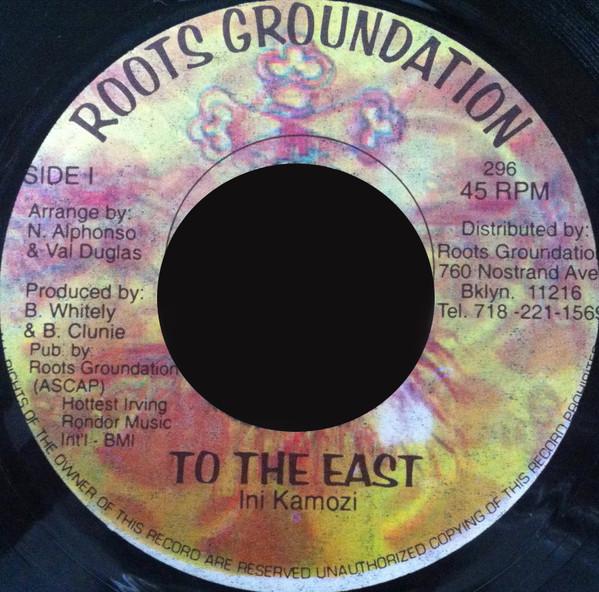 ROOTS GROUNDATION
SIDE I
Arrange by:
N. Alphonso
& Val Duglas
Produced by:
B. Whitely
& B. Clunie
Pub. by:
Roots Groundation
(ASCAP)
Hottest Irving
Rondor Music
Int'l - BMI
296
45 RPM
Distributed by:
Roots Groundation
760 Nostrand Ave
Bklyn. 11216
Tel. 718 -221-1569
TO THE EAST
Ini Kamozi
RIGHTS OF THE OWNER OF THIS RECORD ARE RESERVED UNAUTHORIZED COPYING OF THIS RECORD PROHIBITED